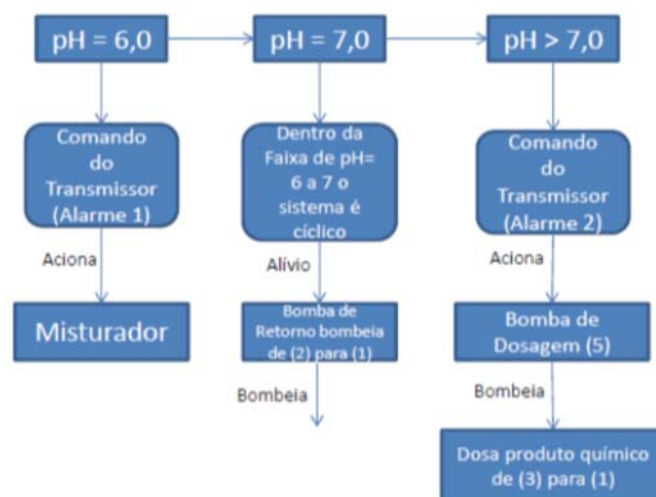 pH = 6,0
pH = 7,0
pH > 7,0
Comando
do
Transmissor
(Alarme 1)
Dentro da
Faixa de pH=
6 a 7 o
sistema é
cíclico
Comando
do
Transmissor
(Alarme 2)
Aciona
Alívio
Aciona
Misturador
Bomba de
Retorno bombeia
de (2) para (1)
Bomba de
Dosagem (5)
Bombeia
Bombeia
Dosa produto químico
de (3) para (1)